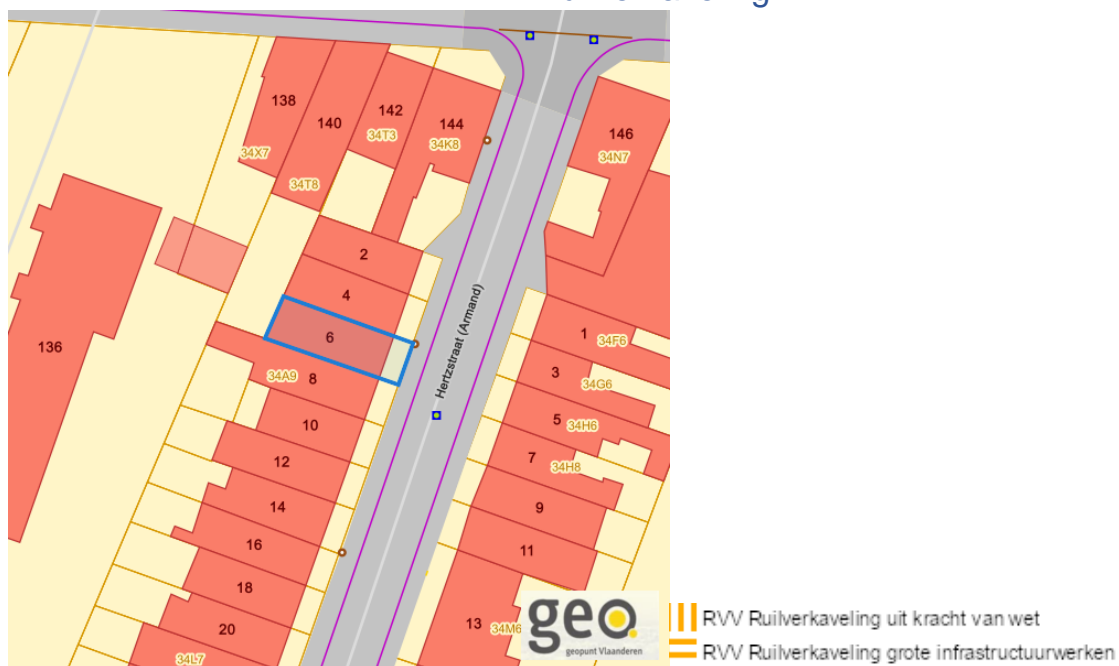 138
140
142
144
146
34X7
34T8
34T3
34K8
34N7
2
4
6
8
34A9
10
12
14
16
18
20
34L7
136
Hertzstraat (Armand)
1
34F6
3
34G6
5
34H6
7
34H8
9
11
13
34M6
geo
geopunt Vlaanderen
RVV Ruilverkaveling uit kracht van wet
RVV Ruilverkaveling grote infrastructuurwerken